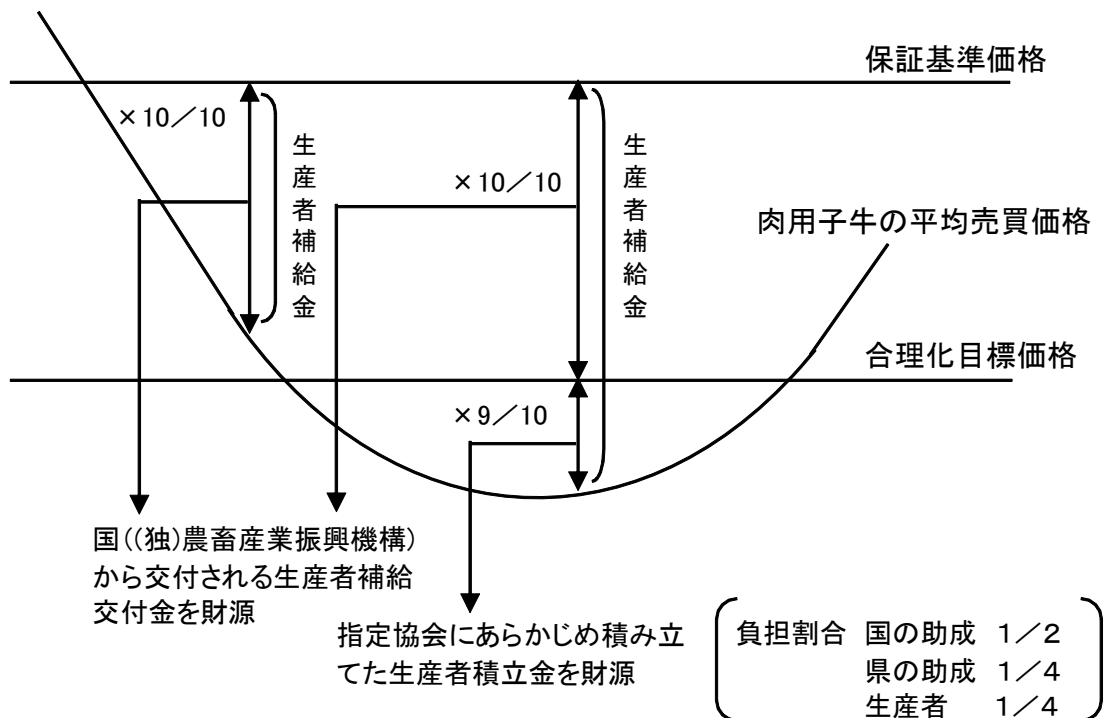 保証基準価格
×10／10
生産者補給金
×10／10
生産者補給金
肉用子牛の平均売買価格
合理化目標価格
×9／10
国((独)農畜産業振興機構)
から交付される生産者補給
交付金を財源
指定協会にあらかじめ積み立
てた生産者積立金を財源
負担割合 国の助成 1／2
県の助成 1／4
生産者 1／4